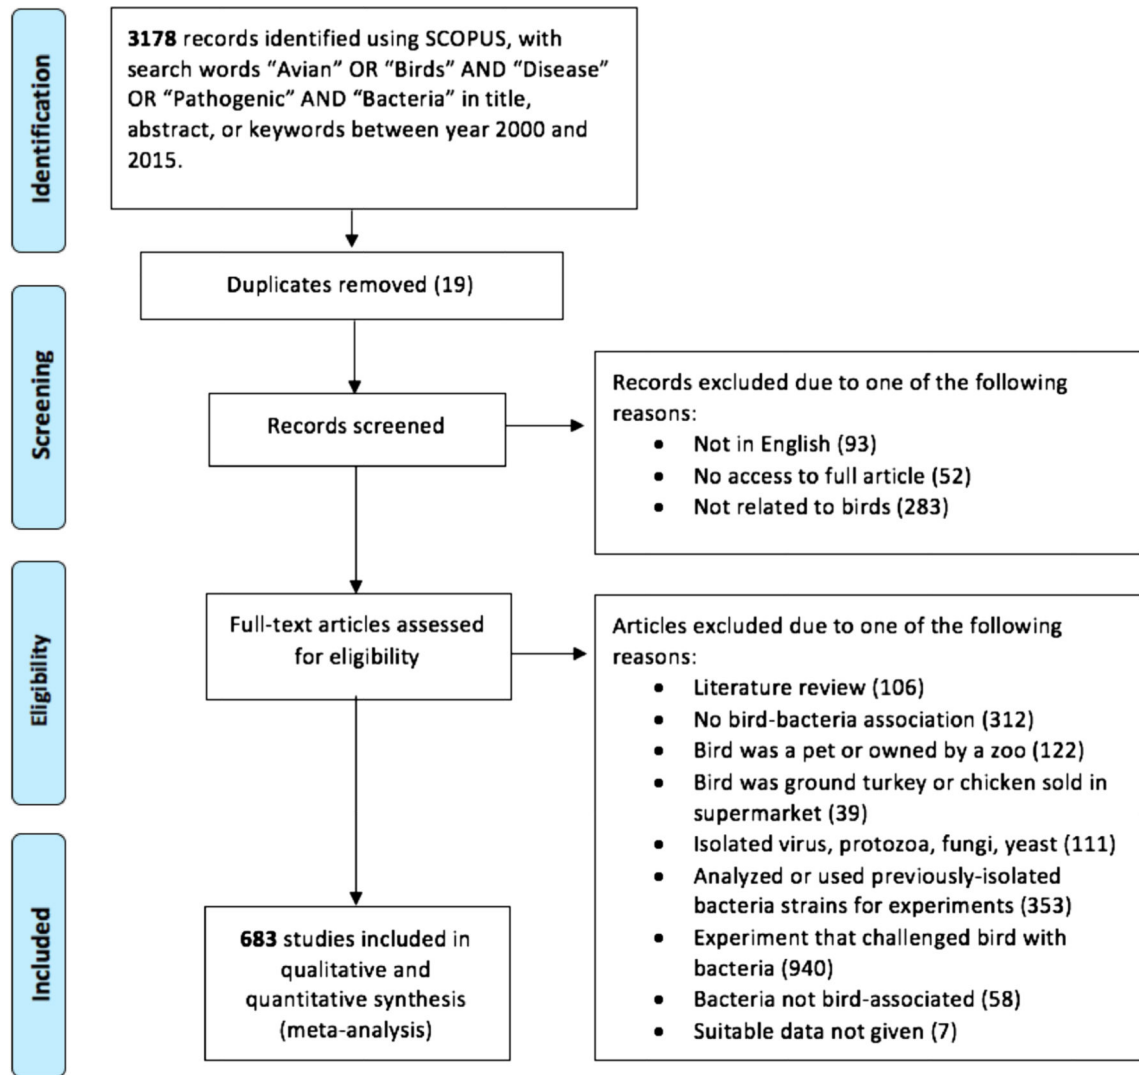 Identification
3178 records identified using SCOPUS, with
search words “Avian” OR “Birds” AND “Disease”
OR “Pathogenic” AND “Bacteria” in title,
abstract, or keywords between year 2000 and
2015.
Duplicates removed (19)
Screening
Records screened
Records excluded due to one of the following
reasons:
• Not in English (93)
• No access to full article (52)
• Not related to birds (283)
Eligibility
Full-text articles assessed
for eligibility
Articles excluded due to one of the following
reasons:
• Literature review (106)
• No bird-bacteria association (312)
• Bird was a pet or owned by a zoo (122)
• Bird was ground turkey or chicken sold in
supermarket (39)
• Isolated virus, protozoa, fungi, yeast (111)
• Analyzed or used previously-isolated
bacteria strains for experiments (353)
• Experiment that challenged bird with
bacteria (940)
• Bacteria not bird-associated (58)
• Suitable data not given (7)
Included
683 studies included in
qualitative and
quantitative synthesis
(meta-analysis)